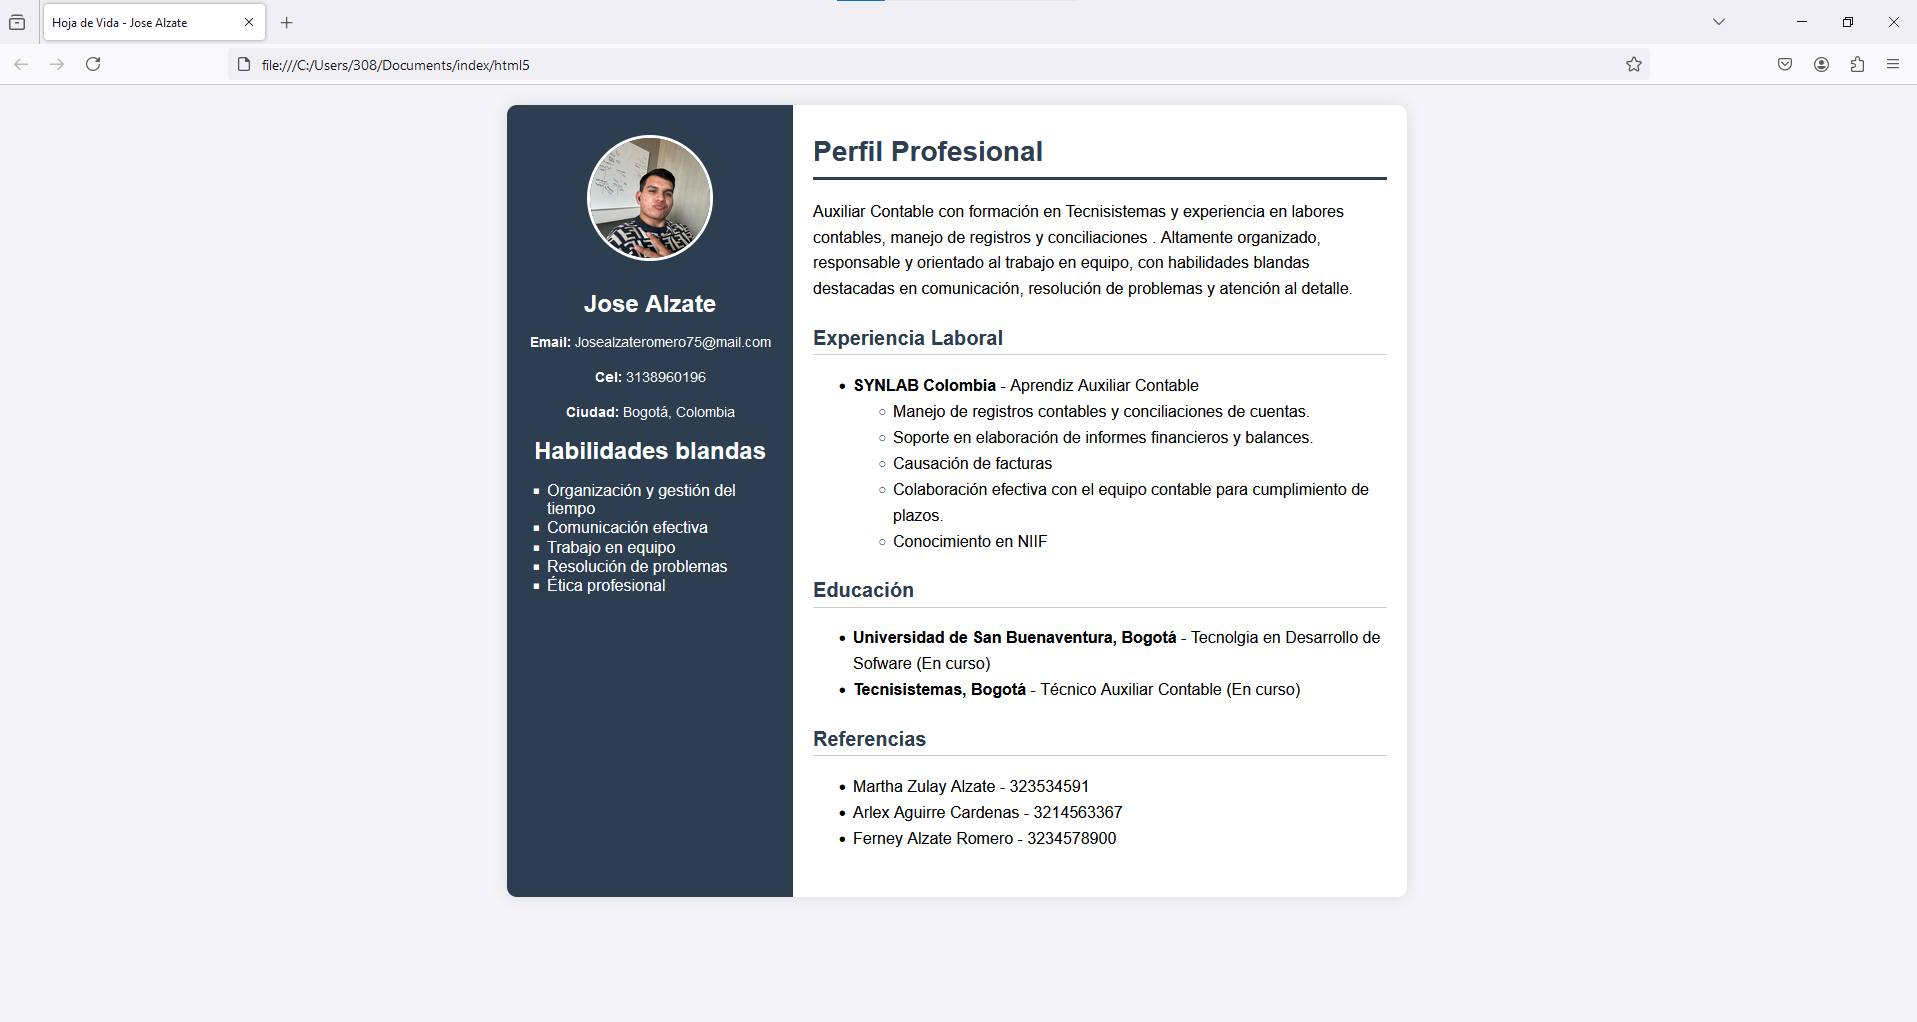 Hoja de Vida - Jose Alzate
file:///C:/Users/308/Documents/index/html5
Jose Alzate
Email: Josealzateromero75@mail.com
Cel: 3138960196
Ciudad: Bogotá, Colombia
Habilidades blandas
Organización y gestión del
tiempo
Comunicación efectiva
Trabajo en equipo
Resolución de problemas
Ética profesional
Perfil Profesional
Auxiliar Contable con formación en Tecnisistemas y experiencia en labores
contables, manejo de registros y conciliaciones . Altamente organizado,
responsable y orientado al trabajo en equipo, con habilidades blandas
destacadas en comunicación, resolución de problemas y atención al detalle.
Experiencia Laboral
SYNLAB Colombia - Aprendiz Auxiliar Contable
Manejo de registros contables y conciliaciones de cuentas.
Soporte en elaboración de informes financieros y balances.
Causación de facturas
Colaboración efectiva con el equipo contable para cumplimiento de
plazos.
Conocimiento en NIIF
Educación
Universidad de San Buenaventura, Bogotá - Tecnolgia en Desarrollo de
Sofware (En curso)
Tecnisistemas, Bogotá - Técnico Auxiliar Contable (En curso)
Referencias
Martha Zulay Alzate - 323534591
Arlex Aguirre Cardenas - 3214563367
Ferney Alzate Romero - 3234578900